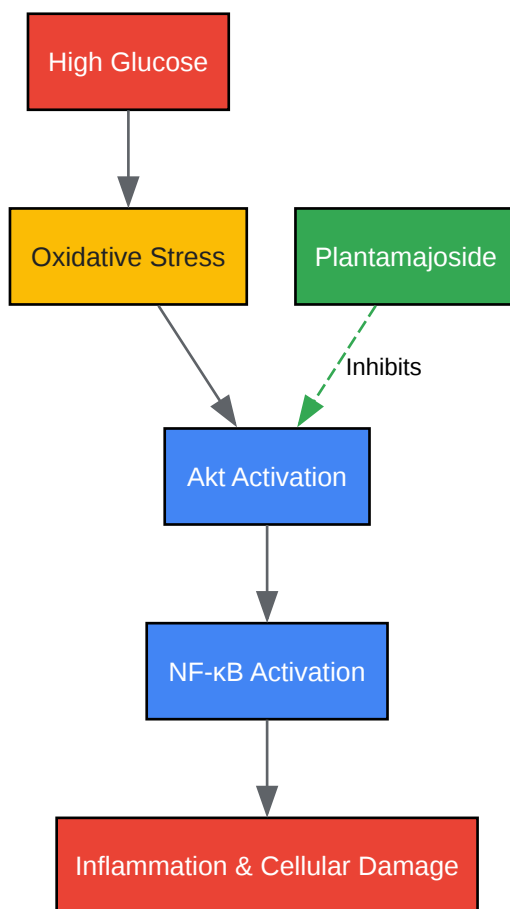 High Glucose
Oxidative Stress
Plantamajoside
Inhibits
Akt Activation
NF-κB Activation
Inflammation & Cellular Damage